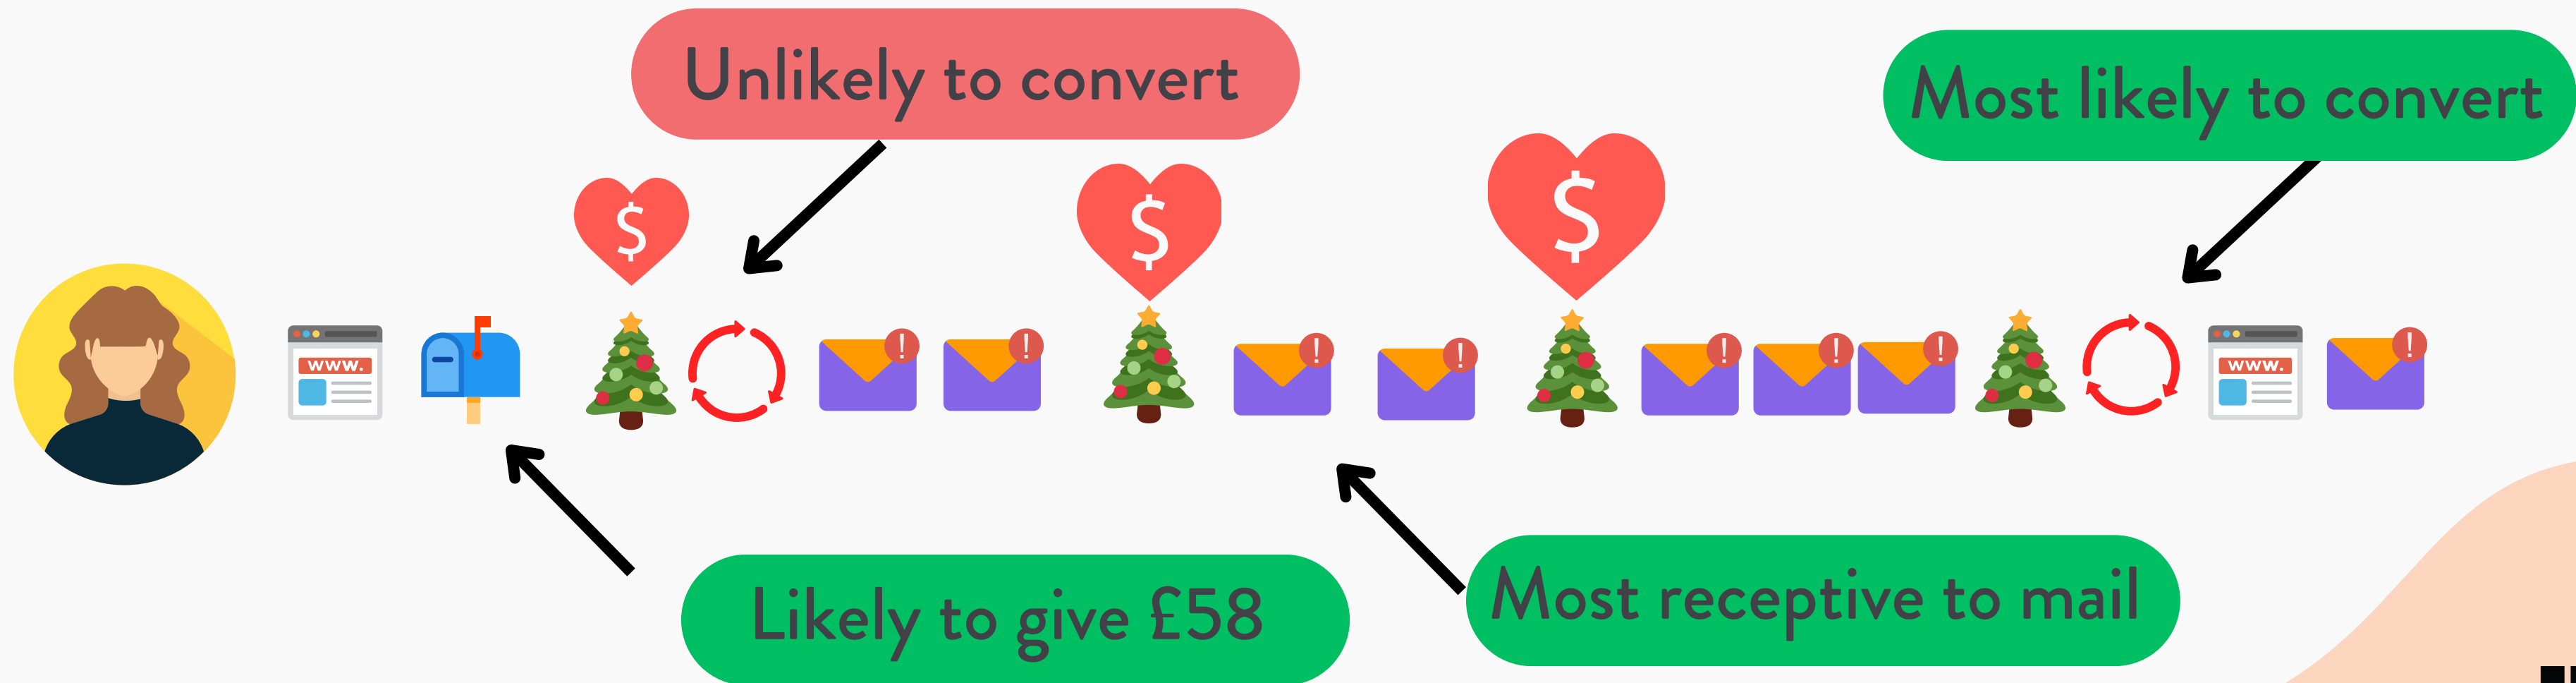 Unlikely to convert
Most likely to convert
$
$
$
www.
www.
!
!
!
!
!
!
!
!
Likely to give £58
Most receptive to mail